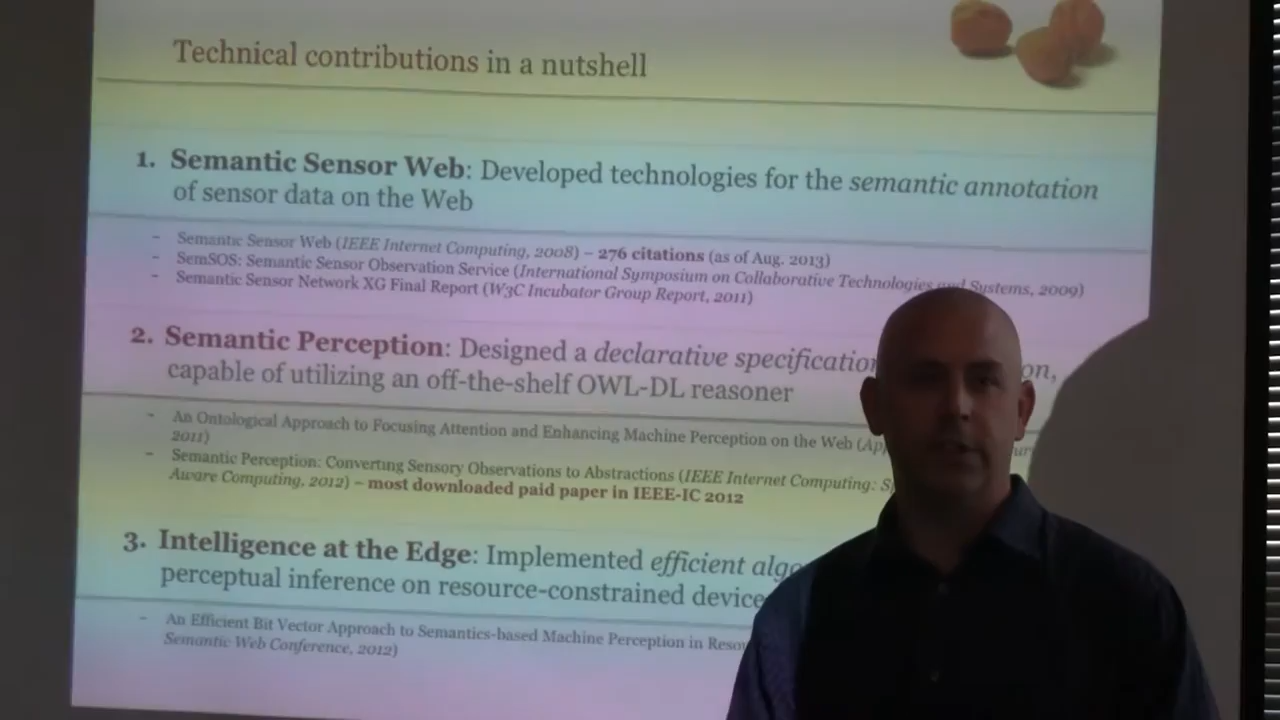 Technical contributions in a nutshell
1. Semantic Sensor Web: Developed technologies for the semantic annotation
of sensor data on the Web
- Semantic Sensor Web (IEEE Internet Computing, 2008) – 276 citations (as of Aug. 2013)
- SemSOS: Semantic Sensor Observation Service (International Symposium on Collaborative Technologies and Systems, 2009)
- Semantic Sensor Network XG Final Report (W3C Incubator Group Report, 2011)
2. Semantic Perception: Designed a declarative specification on,
capable of utilizing an off-the-shelf OWL-DL reasoner
- An Ontological Approach to Focusing Attention and Enhancing Machine Perception on the Web (Ap
2011)
- Semantic Perception: Converting Sensory Observations to Abstractions (IEEE Internet Computing: S
Aware Computing, 2012) – most downloaded paid paper in IEEE-IC 2012
3. Intelligence at the Edge: Implemented efficient algo
perceptual inference on resource-constrained device
- An Efficient Bit Vector Approach to Semantics-based Machine Perception in Reso
Semantic Web Conference, 2012)